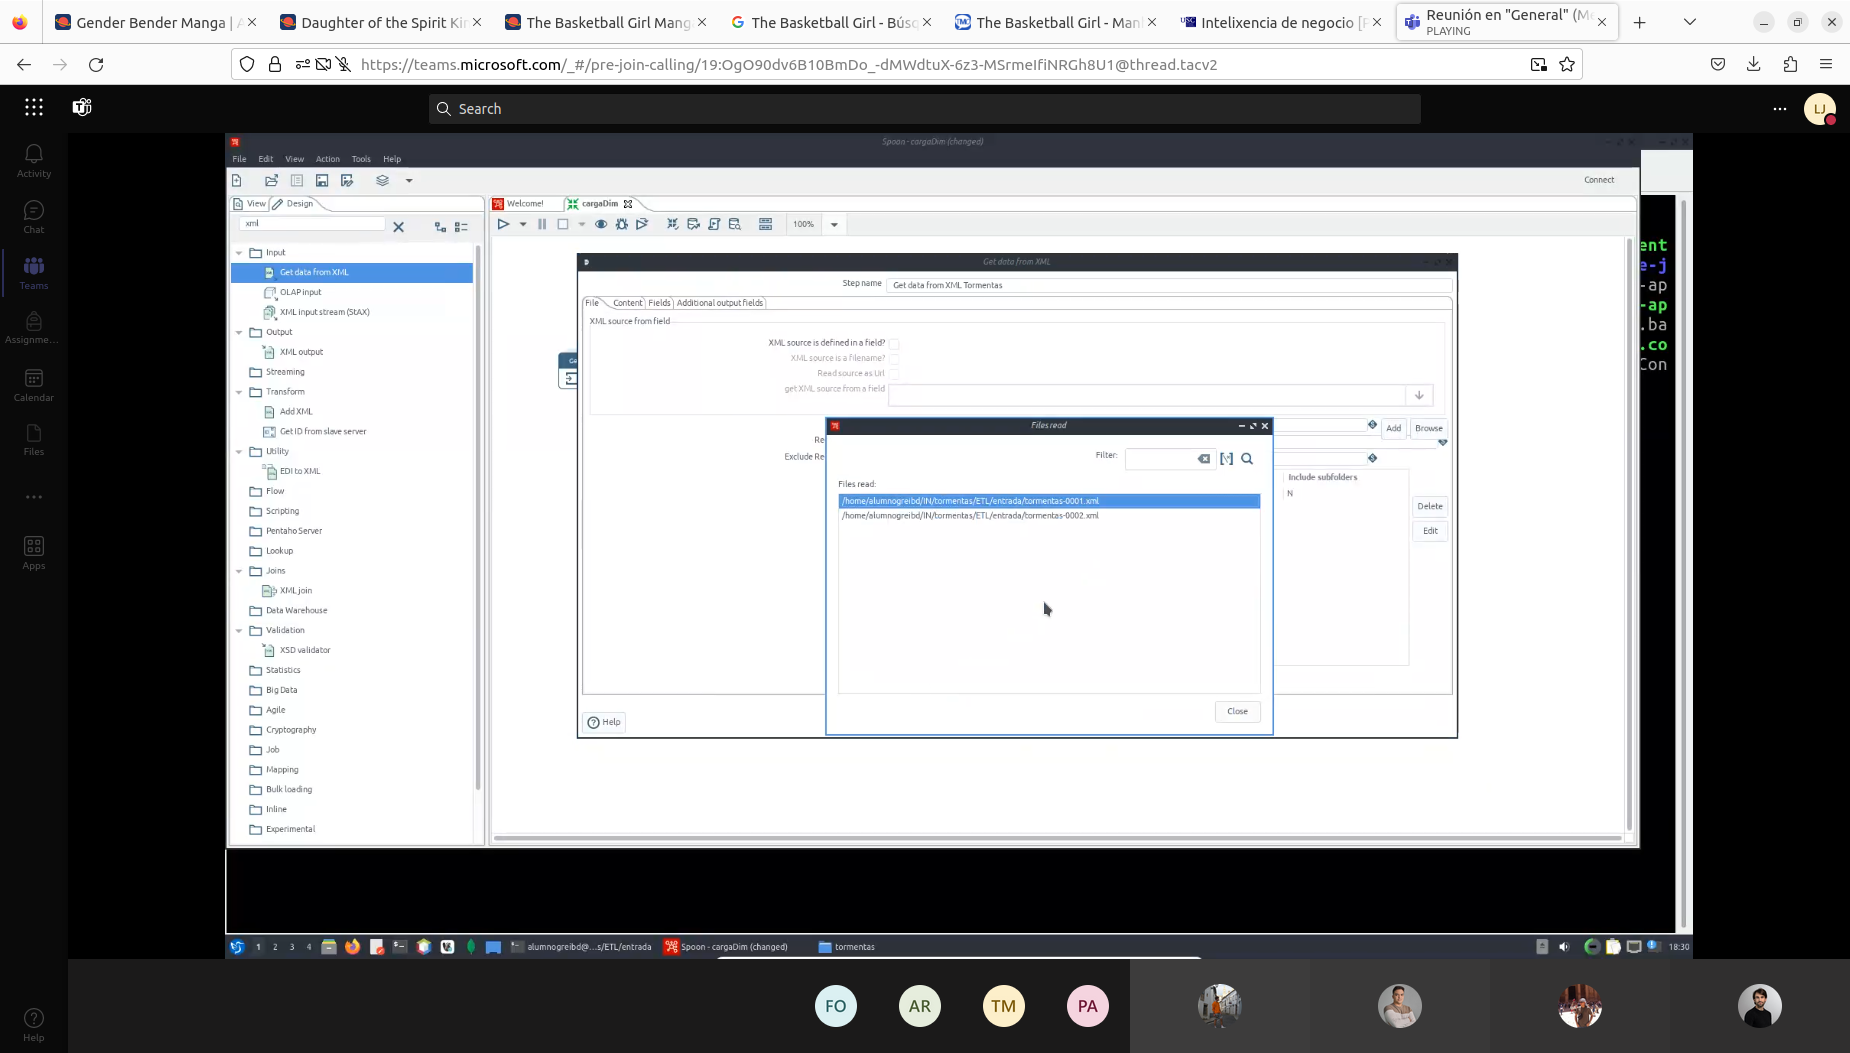 Gender Bender Manga | A
Daughter of the Spirit Kin
The Basketball Girl Mang
The Basketball Girl - Búsq
The Basketball Girl - Manh
Intelixencia de negocio [P
Reunión en "General" (Me
PLAYING
https://teams.microsoft.com/_#/pre-join-calling/19:OgO90dv6B10BmDo_-dMWdtuX-6z3-MSrmeIfiNRGh8U1@thread.tacv2
Search
LJ
Activity
Chat
Teams
Assignme...
Calendar
Files
Apps
Help
Spoon - cargaDim (changed)
File Edit View Action Tools Help
Connect
View Design
Welcome! cargaDim
xml
100%
Input
Get data from XML
OLAP input
XML input stream (StAX)
Output
XML output
Streaming
Transform
Add XML
Get ID from slave server
Utility
EDI to XML
Flow
Scripting
Pentaho Server
Lookup
Joins
XML join
Data Warehouse
Validation
XSD validator
Statistics
Big Data
Agile
Cryptography
Job
Mapping
Bulk loading
Inline
Experimental
Ge
Get data from XML
Step name Get data from XML Tormentas
File Content Fields Additional output fields
XML source from field
XML source is defined in a field?
XML source is a filename?
Read source as Url
get XML source from a field
Add Browse
Re
Exclude Re
Include subfolders
N
Delete
Edit
Help
Files read
Filter:
Files read:
/home/alumnogreibd/IN/tormentas/ETL/entrada/tormentas-0001.xml
/home/alumnogreibd/IN/tormentas/ETL/entrada/tormentas-0002.xml
Close
ent
e-j
-ap
-ap
.ba
.co
Con
1 2 3 4
alumnogreibd@...s/ETL/entrada
Spoon - cargaDim (changed)
tormentas
18:30
FO AR TM PA